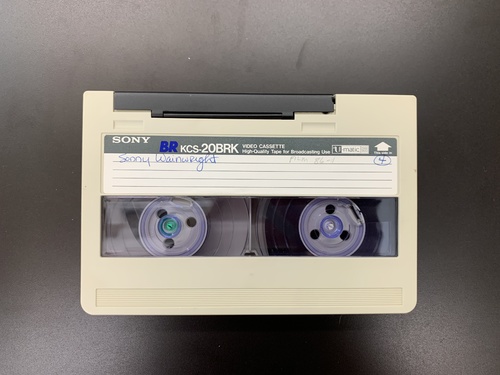 SONY BR KCS-20BRK VIDEO CASSETTE
High-Quality Tape for Broadcasting Use U matic
Sonny Wainwright 4
S